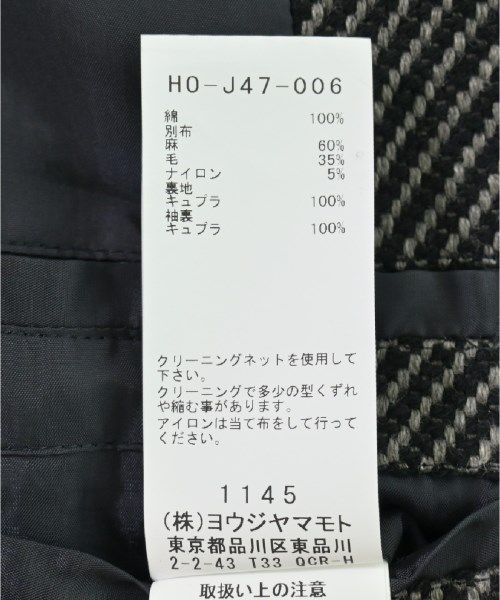 HO-J47-006
綿 100%
別布
麻 60%
毛 35%
ナイロン 5%
裏地
キュプラ 100%
袖裏
キュプラ 100%
クリーニングネットを使用して
下さい。
クリーニングで多少の型くずれ
や縮む事があります。
アイロンは当て布をして行って
ください。
1145
(株)ヨウジヤマモト
東京都品川区東品川
2-2-43 T33 QCR-H
取扱い上の注意